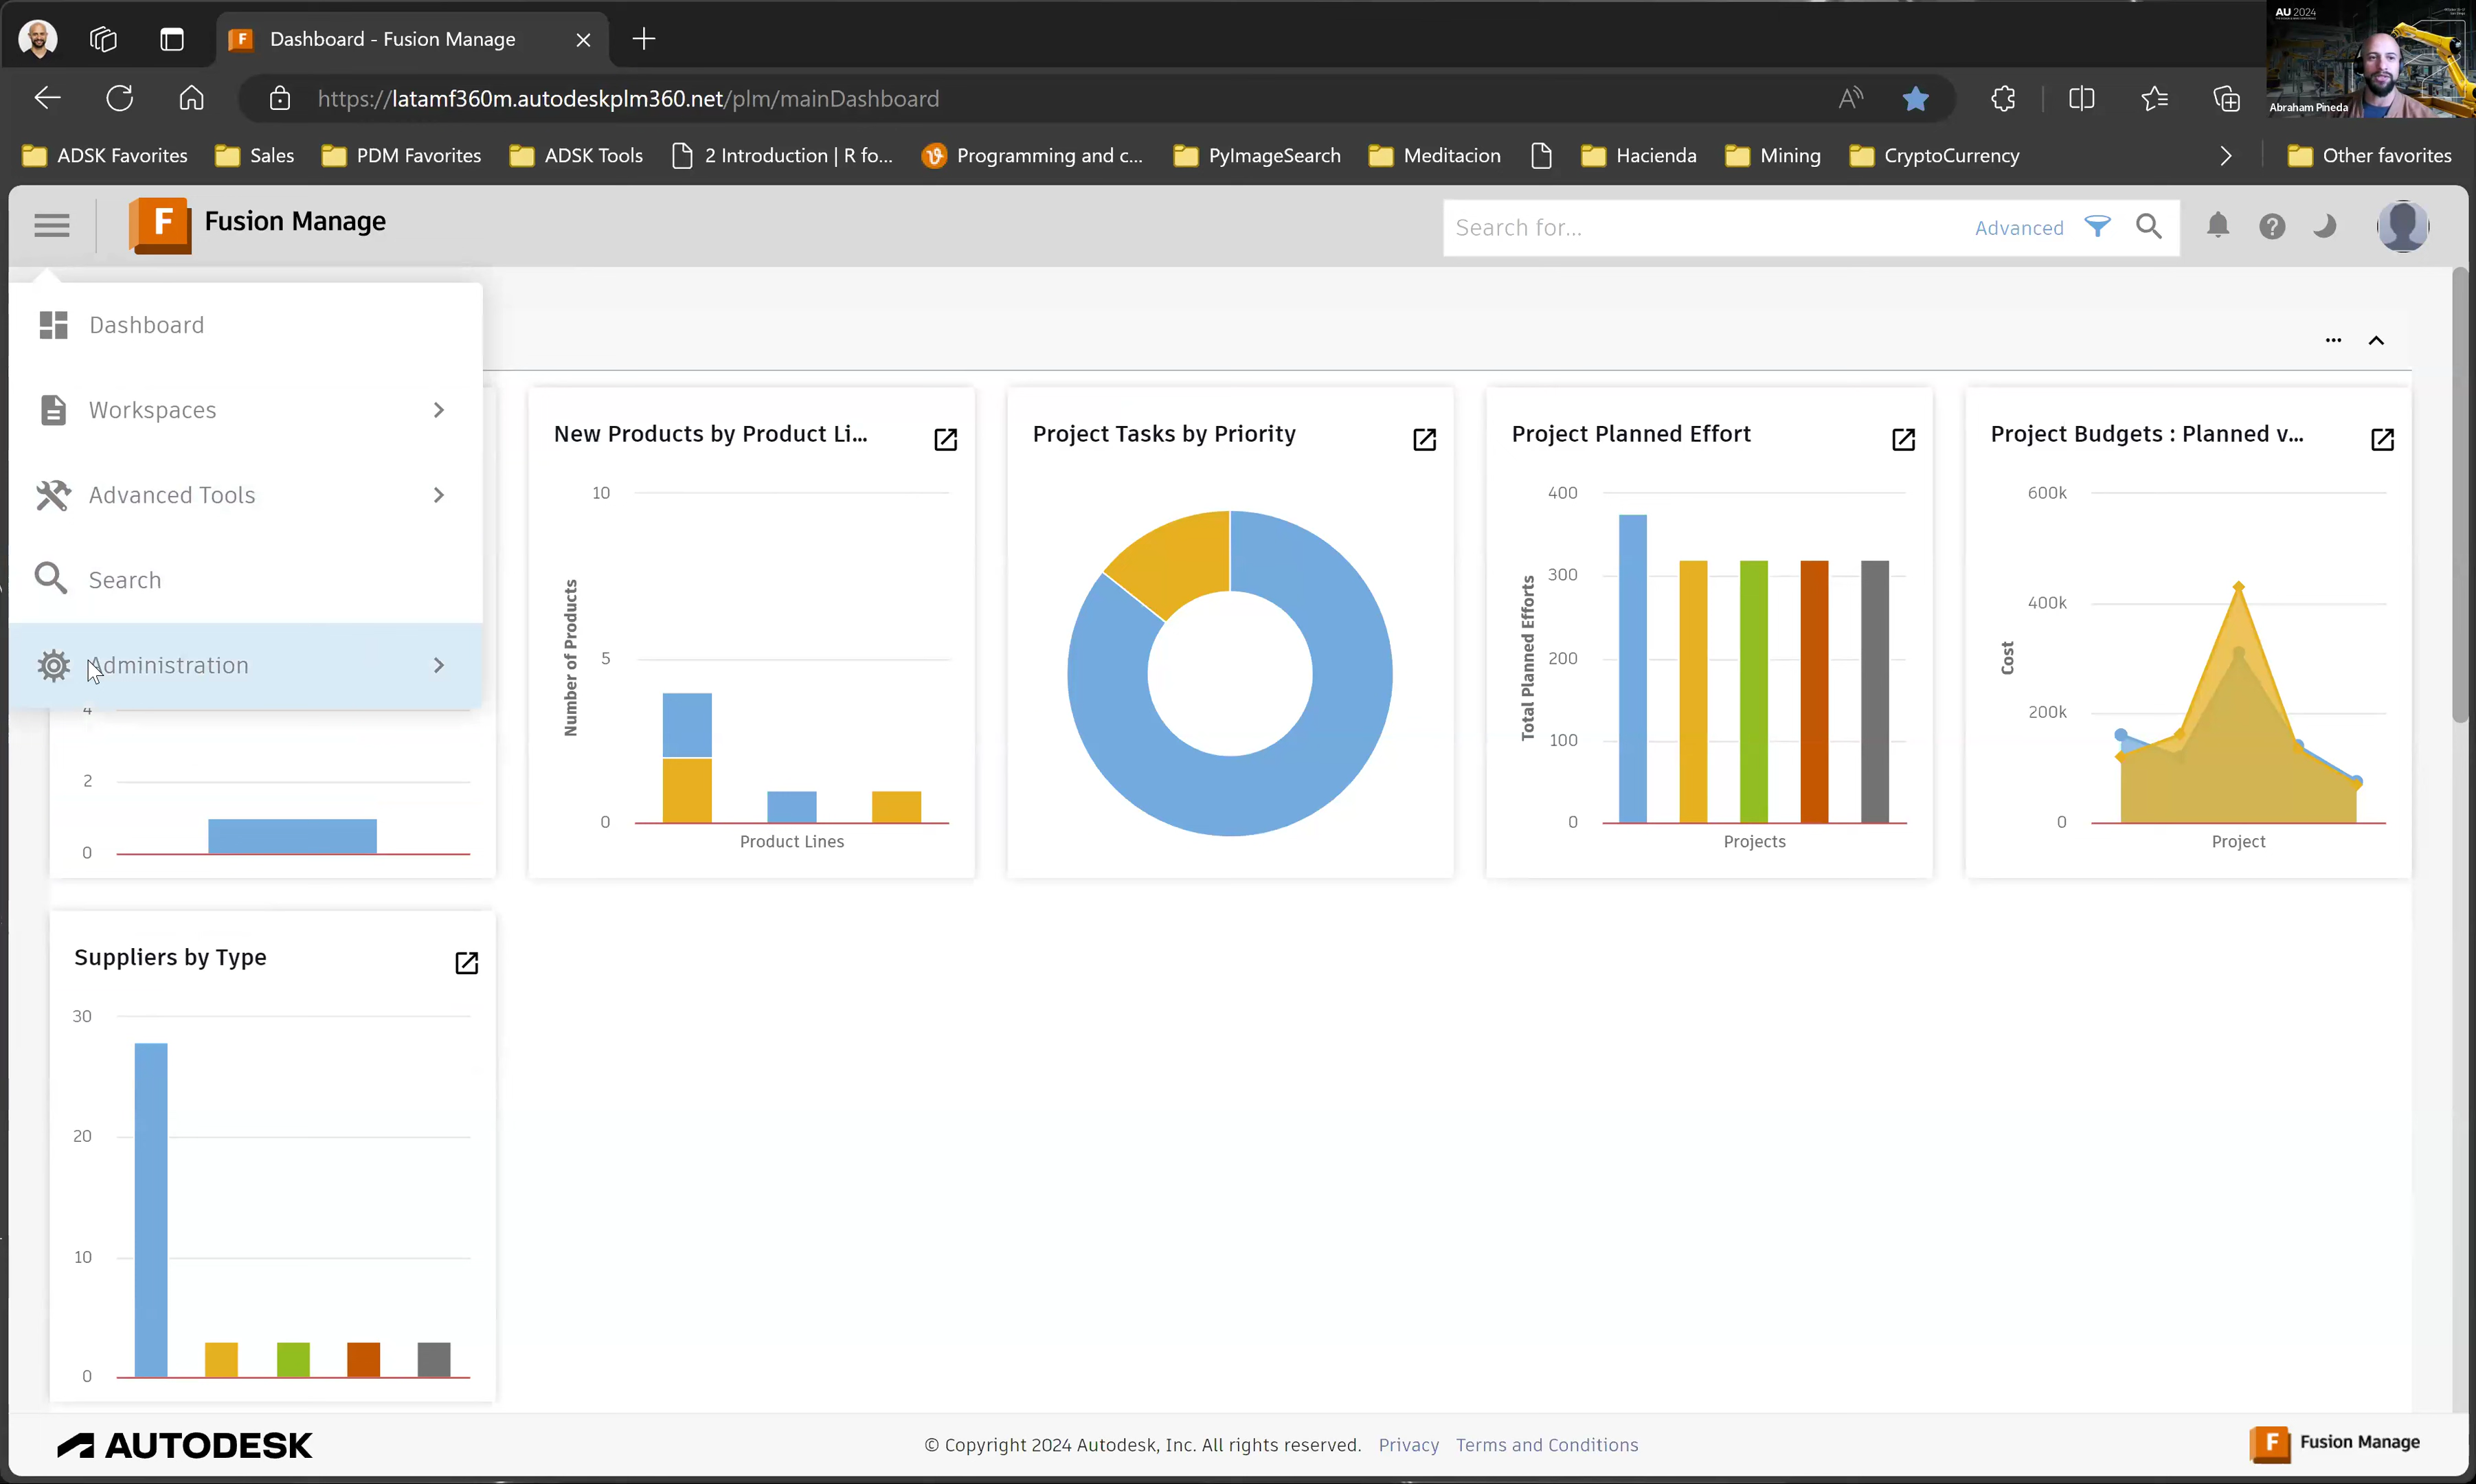 Dashboard - Fusion Manage
AU 2024
Abraham Pineda
https://latamf360m.autodeskplm360.net/plm/mainDashboard
ADSK Favorites
Sales
PDM Favorites
ADSK Tools
2 Introduction | R fo...
Programming and c...
PyImageSearch
Meditacion
Hacienda
Mining
CryptoCurrency
Other favorites
F Fusion Manage
Search for...
Advanced
Dashboard
Workspaces
Advanced Tools
Search
Administration
4
2
0
New Products by Product Li...
10
5
0
Number of Products
Product Lines
Project Tasks by Priority
Project Planned Effort
400
300
200
100
0
Total Planned Efforts
Projects
Project Budgets : Planned v...
600k
400k
200k
0
Cost
Project
Suppliers by Type
30
20
10
0
AUTODESK
© Copyright 2024 Autodesk, Inc. All rights reserved. Privacy Terms and Conditions
F Fusion Manage